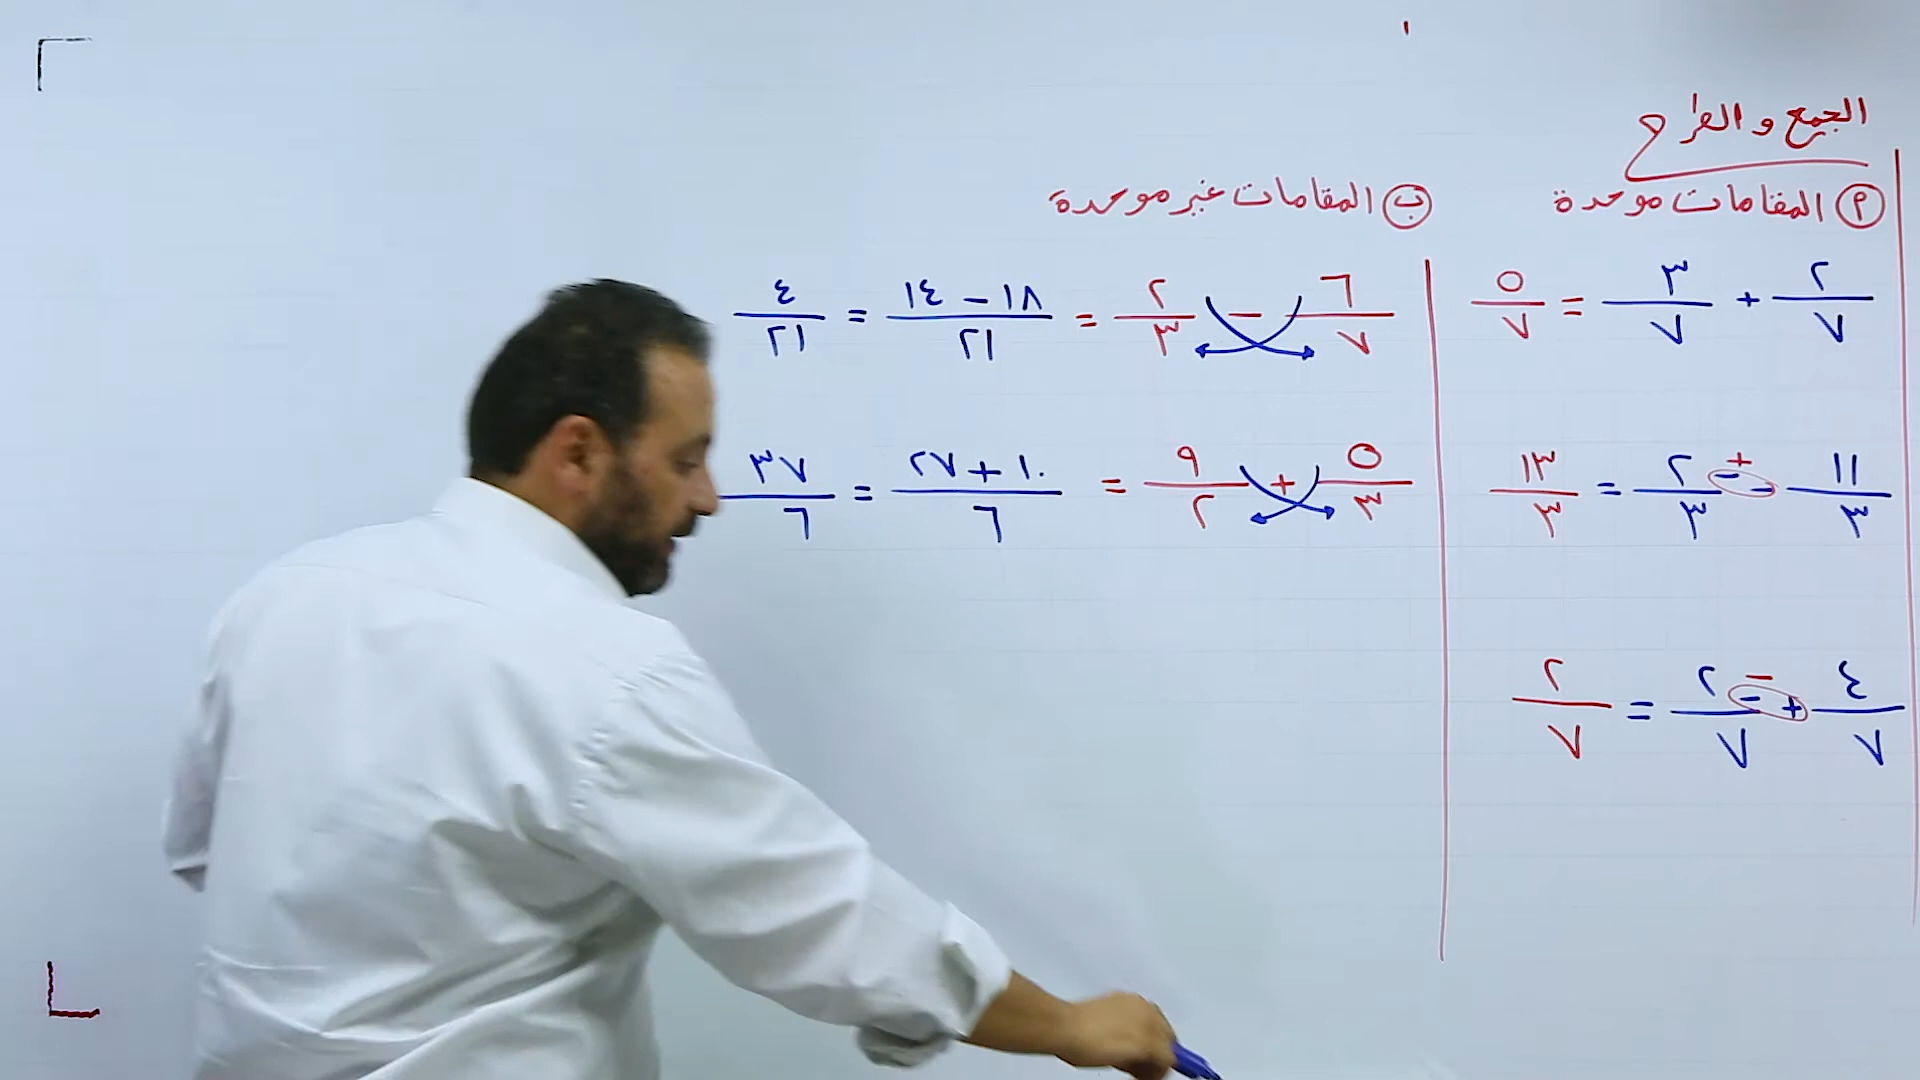 الجمع و الطرح
أ المقامات موحدة
ب المقامات غير موحدة
٢/٧ + ٣/٧ = ٥/٧
١١/٣ - - ٢/٣ = ١٣/٣
+
٤/٧ + - ٢/٧ = ٢/٧
-
٦/٧ - ٢/٣ = ١٨ - ١٤/٢١ = ٤/٢١
٥/٣ + ٩/٢ = ١٠ + ٢٧/٦ = ٣٧/٦